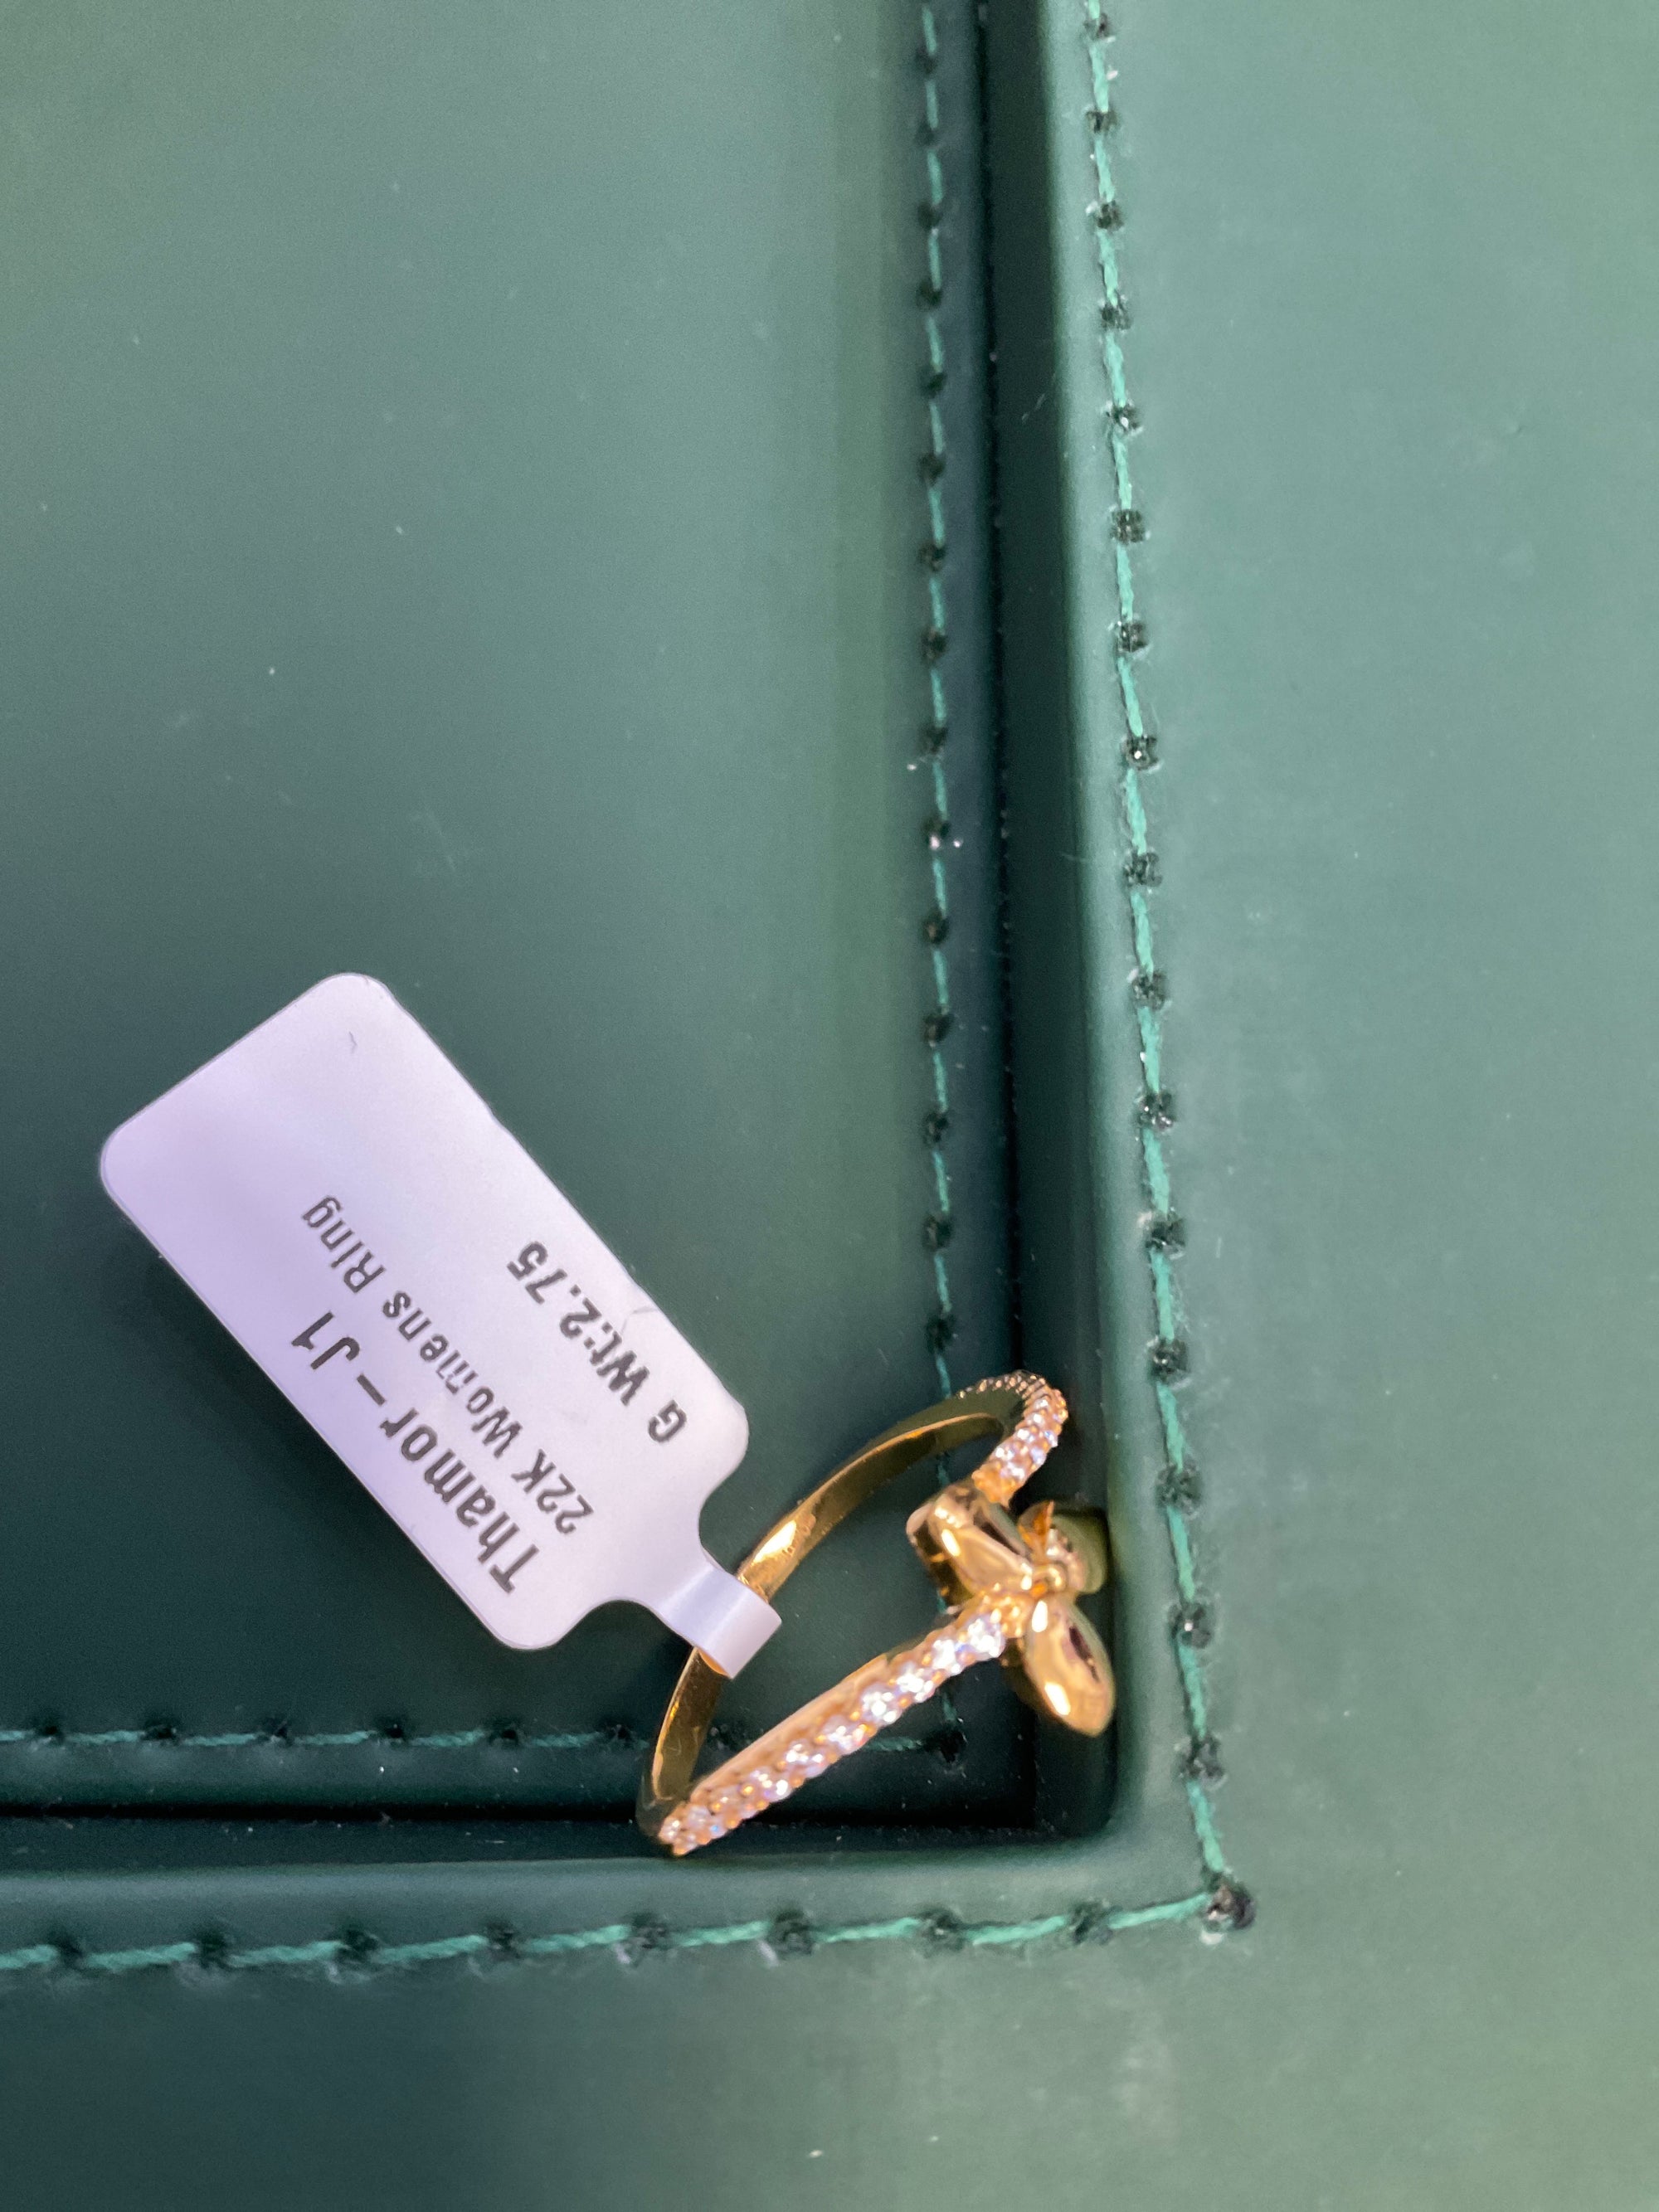 Thamor – J1
22K Womens Ring
G Wt:2.75